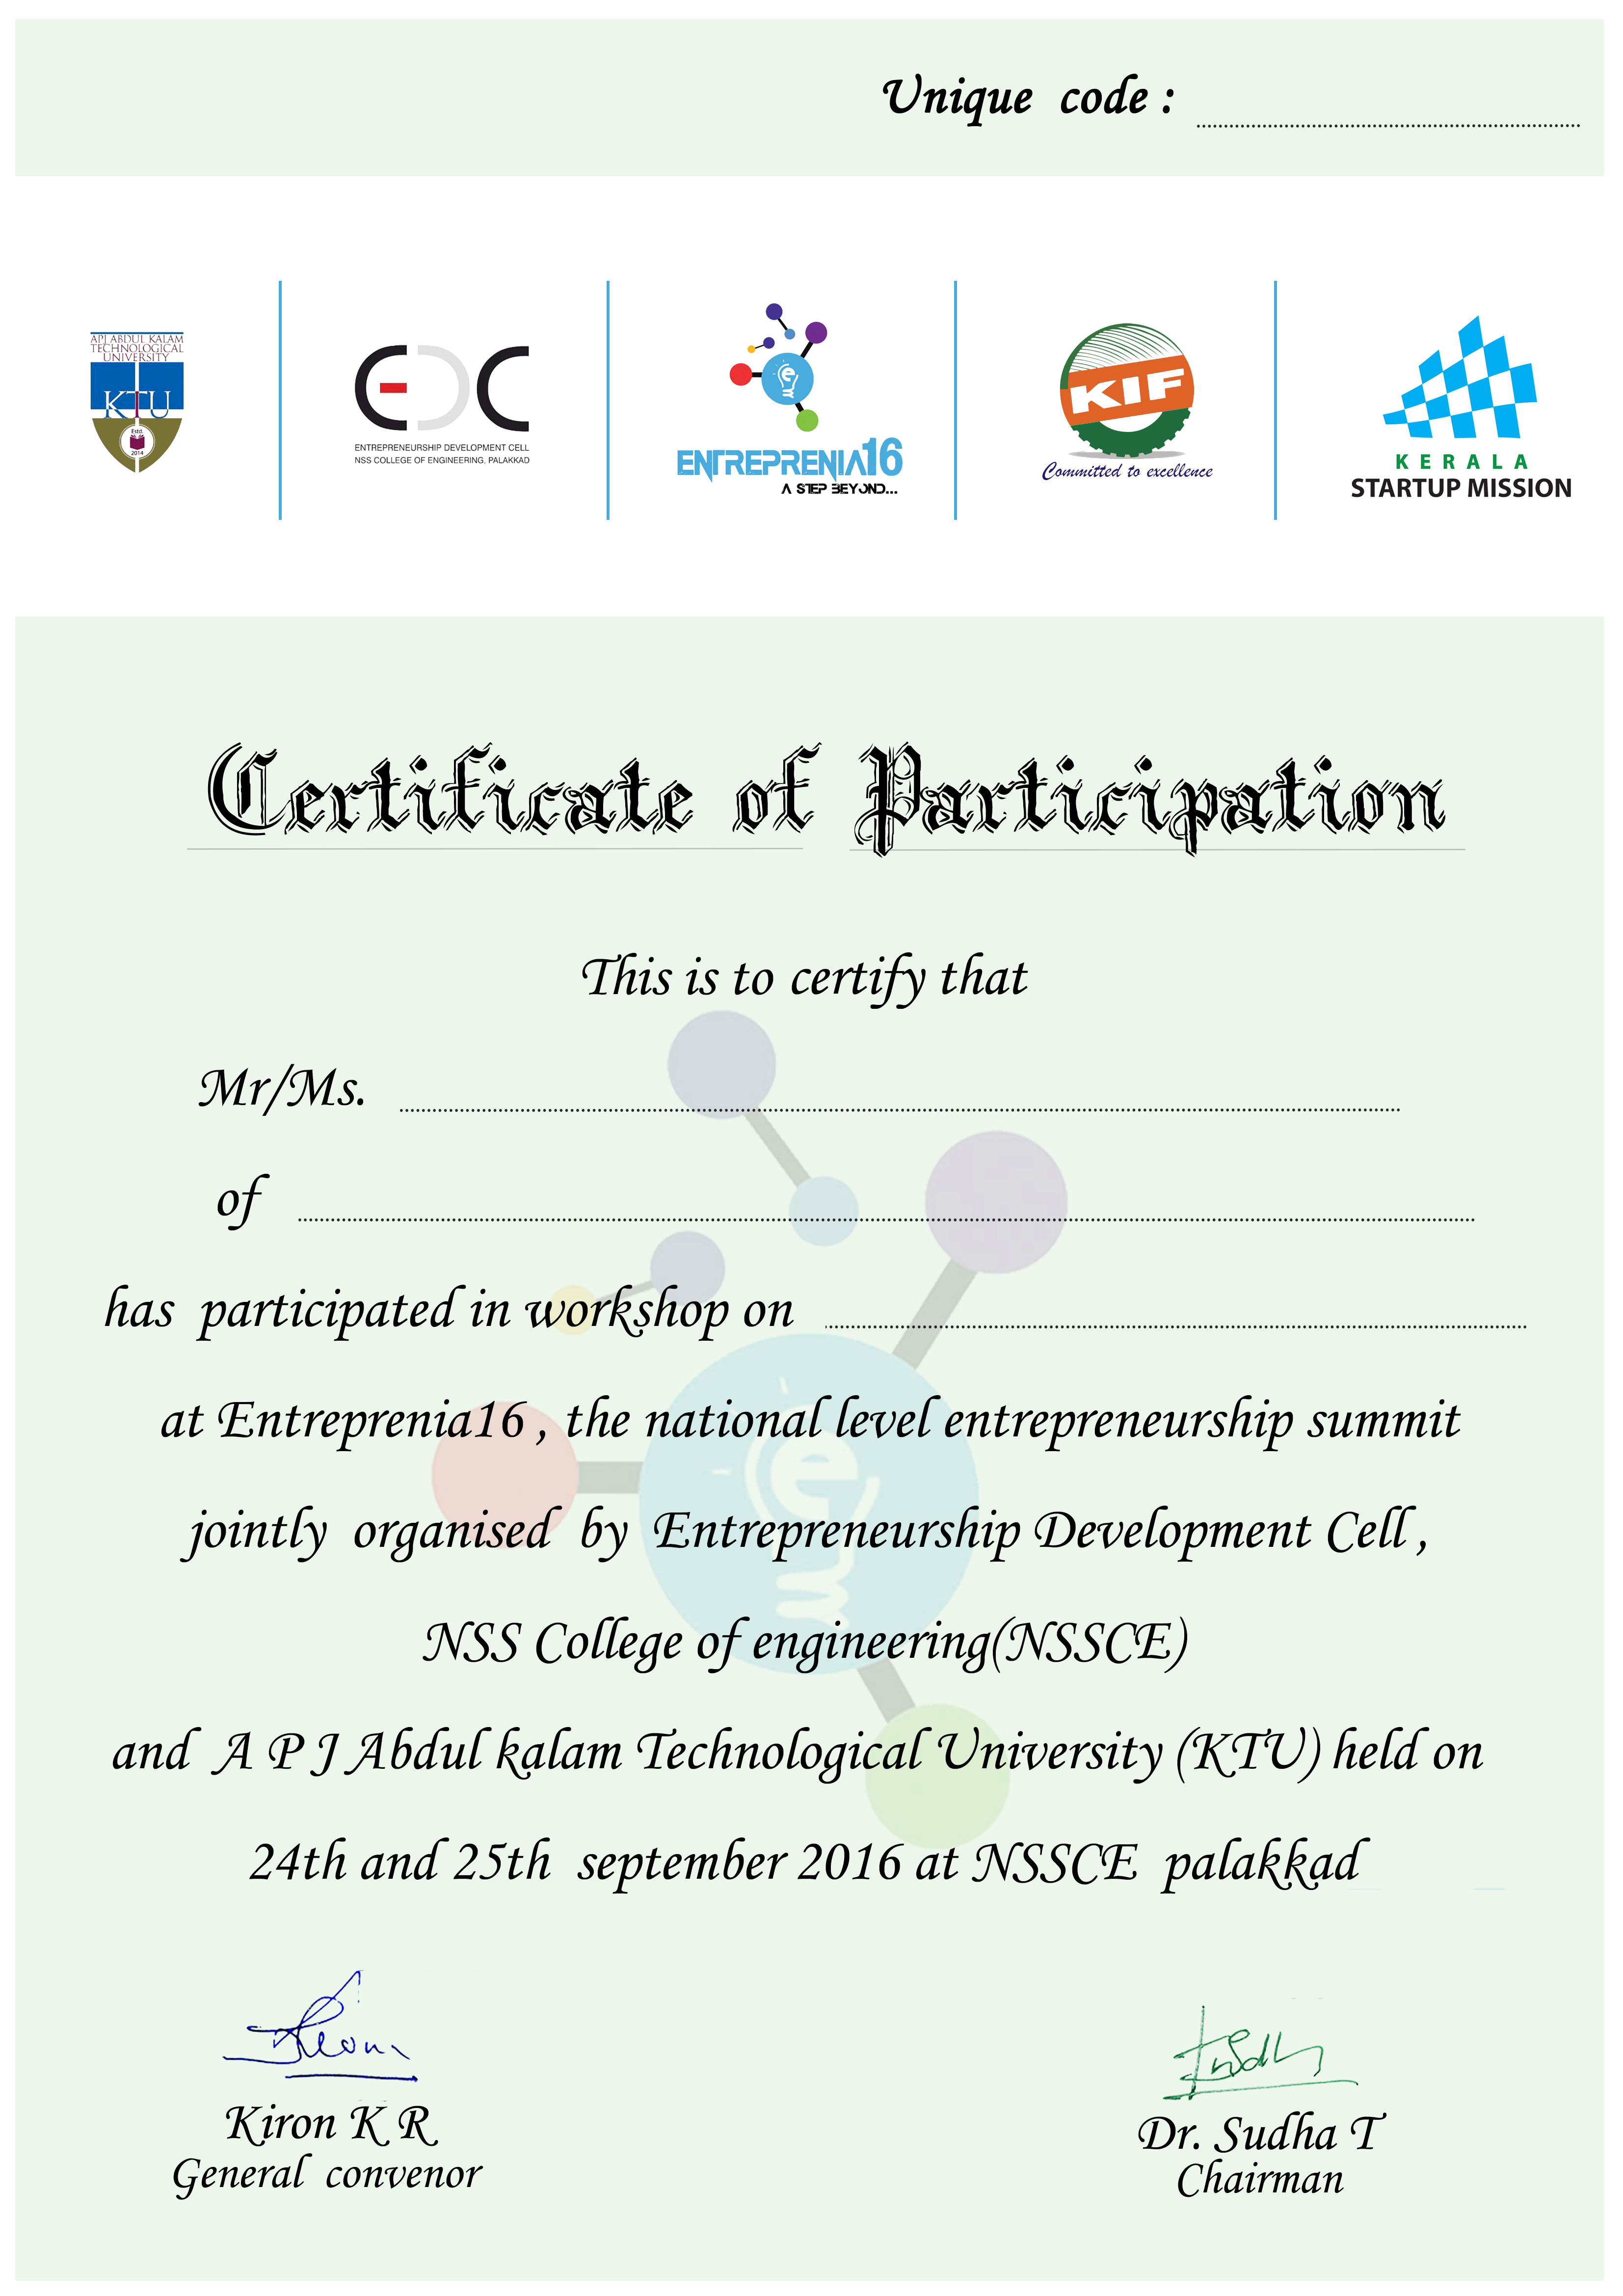 Unique code :
API ABDUL KALAM
TECHNOLOGICAL
UNIVERSITY
KTU
Estd.
2014
EDC
ENTREPRENEURSHIP DEVELOPMENT CELL
NSS COLLEGE OF ENGINEERING, PALAKKAD
e
ENTREPRENIA16
A STEP BEYOND...
KIF
Committed to excellence
KERALA
STARTUP MISSION
Certificate of Participation
This is to certify that
Mr/Ms.
of
has participated in workshop on
at Entreprenia16 , the national level entrepreneurship summit
jointly organised by Entrepreneurship Development Cell ,
NSS College of engineering(NSSCE)
and A P J Abdul kalam Technological University (KTU) held on
24th and 25th september 2016 at NSSCE palakkad
Kiron K R
General convenor
Dr. Sudha T
Chairman